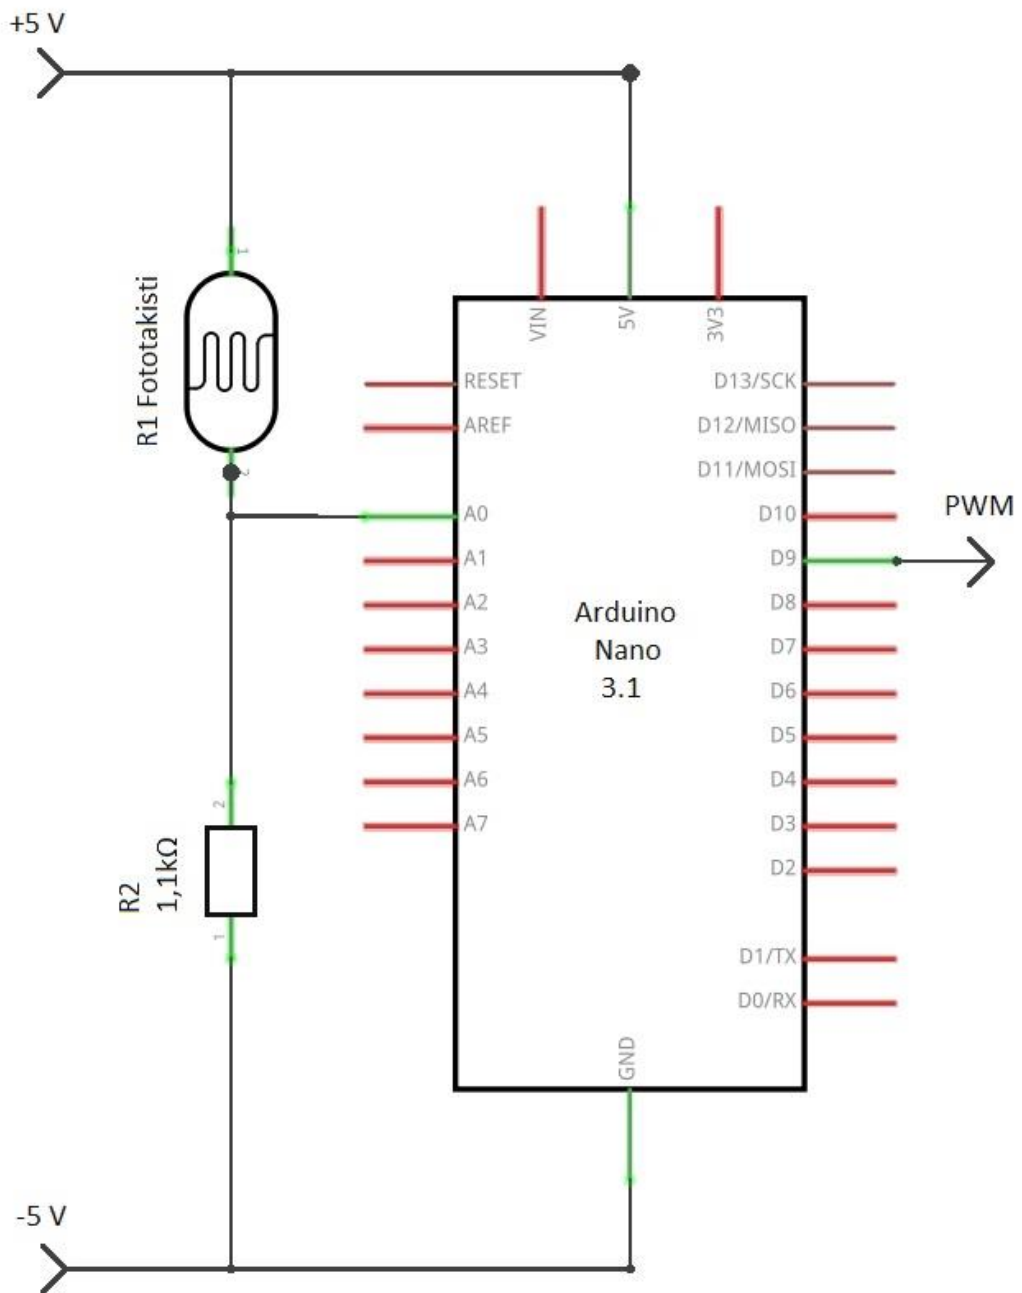 +5 V
1
R1 Fototakisti
2
VIN
5V
3V3
RESET
AREF
A0
A1
A2
A3
A4
A5
A6
A7
D13/SCK
D12/MISO
D11/MOSI
D10
D9
D8
D7
D6
D5
D4
D3
D2
D1/TX
D0/RX
PWM
Arduino
Nano
3.1
2
R2
1,1kΩ
1
GND
-5 V